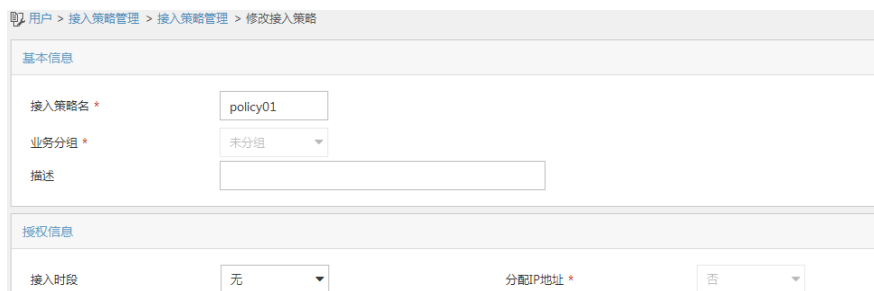 用户 > 接入策略管理 > 接入策略管理 > 修改接入策略
基本信息
接入策略名 * policy01
业务分组 * 未分组
描述
授权信息
接入时段 无 分配IP地址 * 否